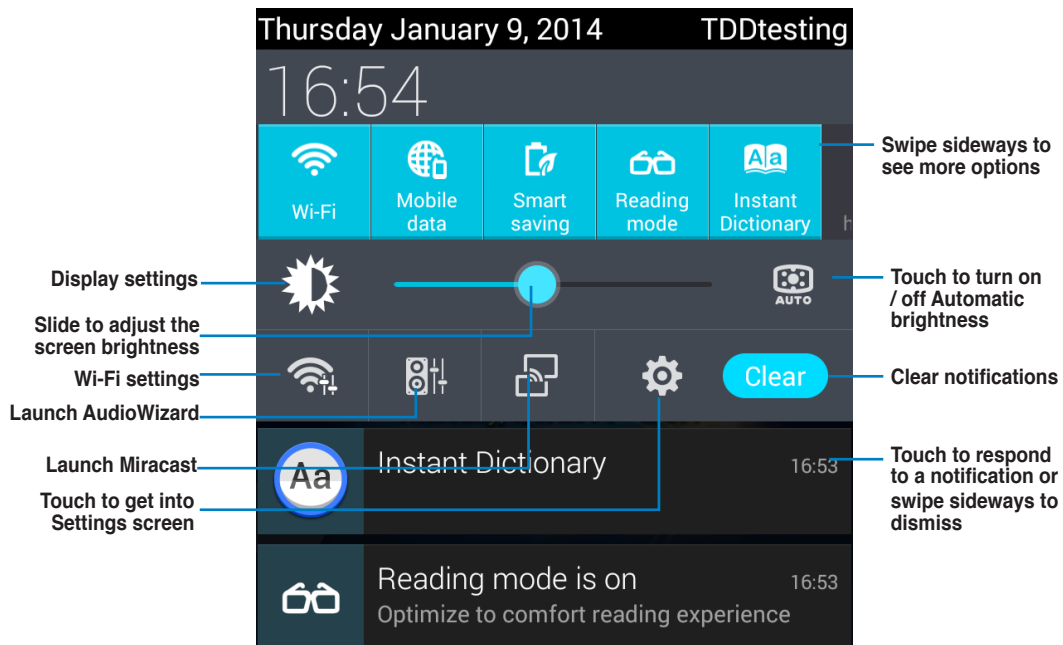 Thursday January 9, 2014 TDDtesting
16:54
Wi-Fi
Mobile
data
Smart
saving
Reading
mode
Instant
Dictionary
h
Swipe sideways to
see more options
Display settings
AUTO
Touch to turn on
/ off Automatic
brightness
Slide to adjust the
screen brightness
Wi-Fi settings
Clear
Clear notifications
Launch AudioWizard
Launch Miracast
Aa
Instant Dictionary
16:53
Touch to respond
to a notification or
swipe sideways to
dismiss
Touch to get into
Settings screen
Reading mode is on
16:53
Optimize to comfort reading experience